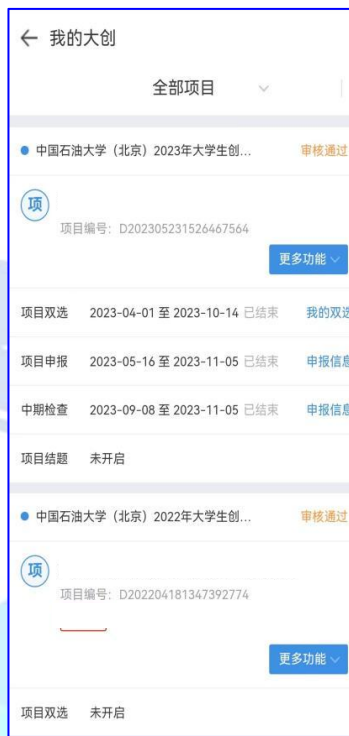 ← 我的大创
全部项目
中国石油大学（北京）2023年大学生创... 审核通过
项
项目编号：D202305231526467564
更多功能
项目双选 2023-04-01 至 2023-10-14 已结束 我的双选
项目申报 2023-05-16 至 2023-11-05 已结束 申报信息
中期检查 2023-09-08 至 2023-11-05 已结束 申报信息
项目结题 未开启
中国石油大学（北京）2022年大学生创... 审核通过
项
项目编号：D202204181347392774
更多功能
项目双选 未开启